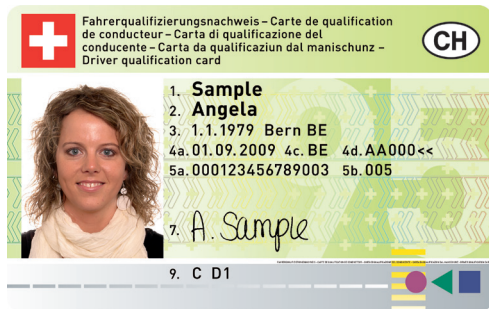 Fahrerqualifizierungsnachweis – Carte de qualification
de conducteur – Carta di qualificazione del
conducente – Carta da qualificaziun dal manischunz –
Driver qualification card
CH
1. Sample
2. Angela
3. 1.1.1979 Bern BE
4a. 01.09.2009 4c. BE 4d. AA000<<
5a. 000123456789003 5b. 005
7. A. Sample
9. C D1